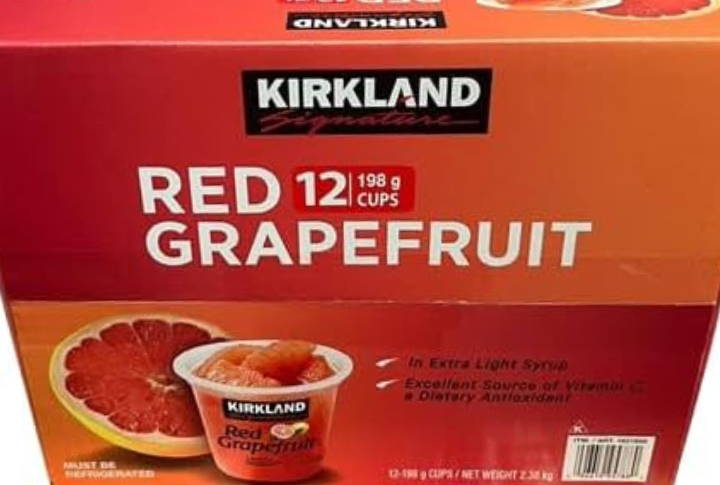 KIRKLAND
KIRKLAND
Signature
RED 12 198 g CUPS
GRAPEFRUIT
In Extra Light Syrup
Excellent Source of Vitamin C,
a Dietary Antioxidant
KIRKLAND
Red
Grapefruit
MUST BE
REFRIGERATED
K
12-198 g CUPS / NET WEIGHT 2.38 kg